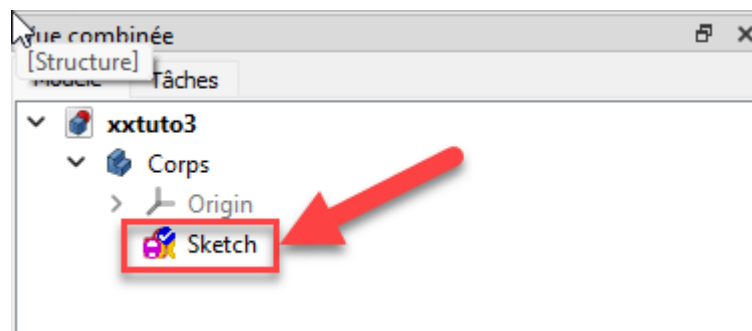 ue combinée
[Structure]
Tâches
xxtuto3
Corps
Origin
Sketch